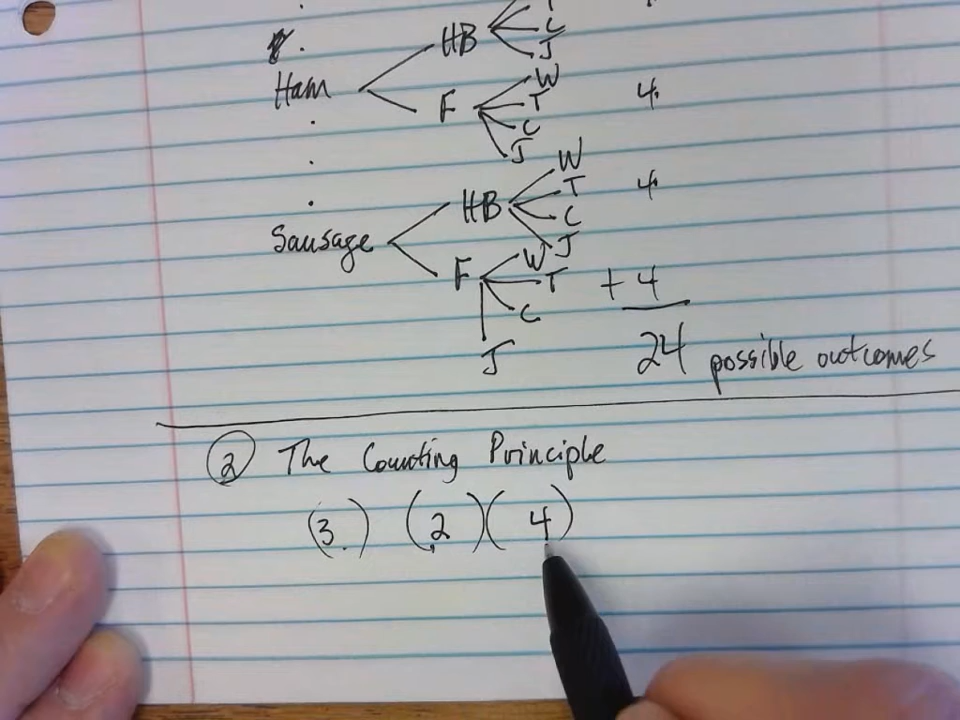 T
C
HB
J
Ham
W
F T 4
C
J
W
HB T 4
C
J
Sausage
W
F T + 4
C
J 24 possible outcomes
② The Counting Principle
(3.) (2)(4)